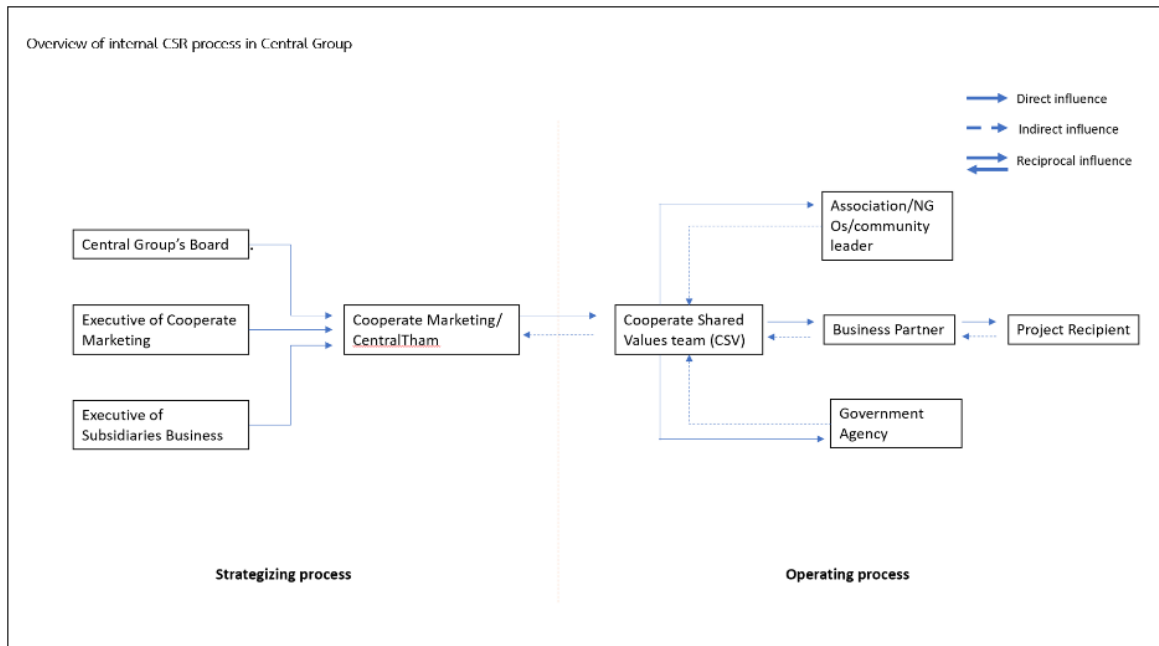 Overview of internal CSR process in Central Group
Direct influence
Indirect influence
Reciprocal influence
Association/NG
Os/community
leader
Central Group's Board
.
Executive of Cooperate
Marketing
Cooperate Marketing/
CentralTham
Cooperate Shared
Values team (CSV)
Business Partner
Project Recipient
Executive of
Subsidiaries Business
Government
Agency
Strategizing process
Operating process